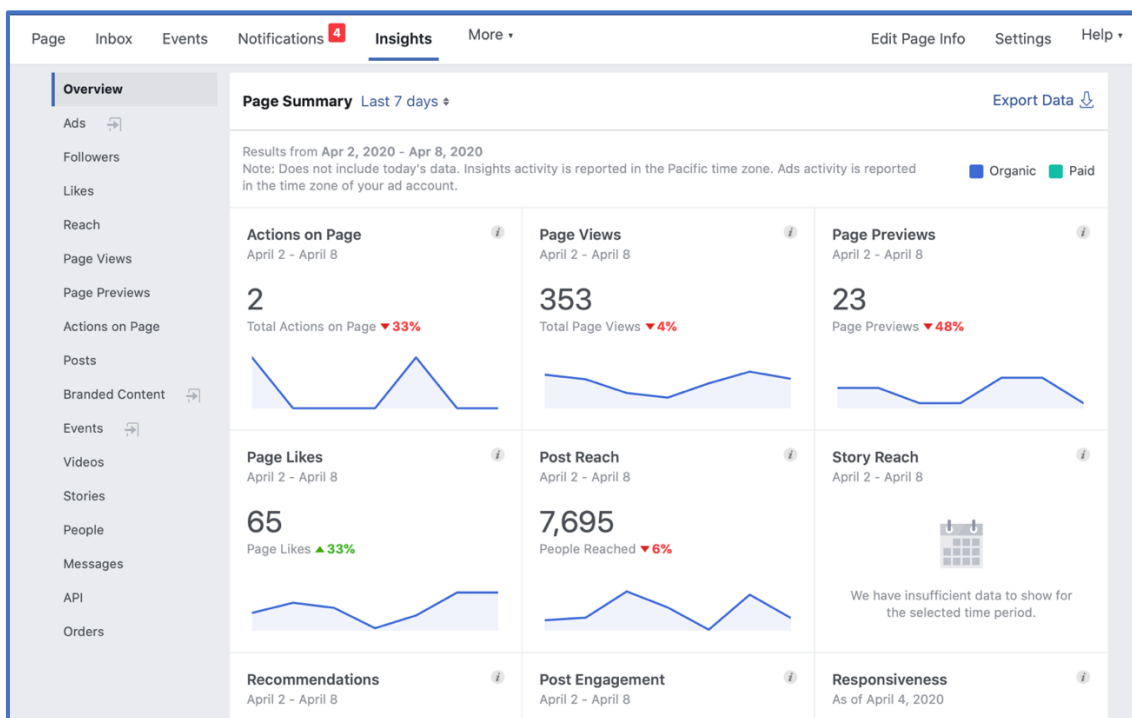 Page Inbox Events Notifications 4 Insights More Edit Page Info Settings Help
Overview
Ads
Followers
Likes
Reach
Page Views
Page Previews
Actions on Page
Posts
Branded Content
Events
Videos
Stories
People
Messages
API
Orders
Page Summary Last 7 days
Export Data
Results from Apr 2, 2020 - Apr 8, 2020
Note: Does not include today's data. Insights activity is reported in the Pacific time zone. Ads activity is reported
in the time zone of your ad account.
Organic Paid
Actions on Page
April 2 - April 8
2
Total Actions on Page ▼33%
Page Views
April 2 - April 8
353
Total Page Views ▼4%
Page Previews
April 2 - April 8
23
Page Previews ▼48%
Page Likes
April 2 - April 8
65
Page Likes ▲33%
Post Reach
April 2 - April 8
7,695
People Reached ▼6%
Story Reach
April 2 - April 8
We have insufficient data to show for
the selected time period.
Recommendations
April 2 - April 8
Post Engagement
April 2 - April 8
Responsiveness
As of April 4, 2020